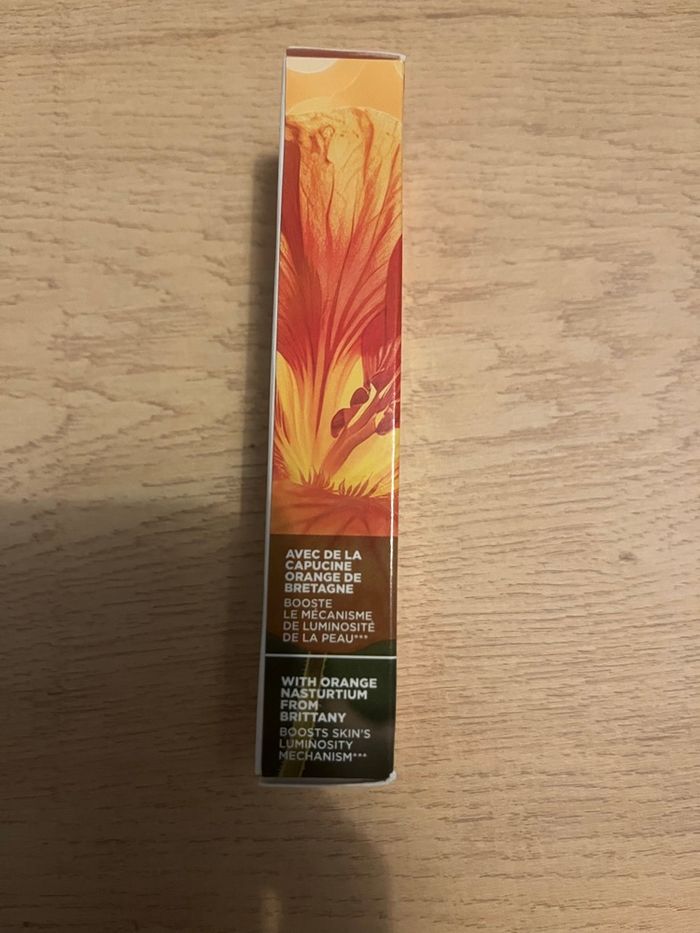 AVEC DE LA
CAPUCINE
ORANGE DE
BRETAGNE
BOOSTE
LE MÉCANISME
DE LUMINOSITÉ
DE LA PEAU***
WITH ORANGE
NASTURTIUM
FROM
BRITTANY
BOOSTS SKIN'S
LUMINOSITY
MECHANISM***